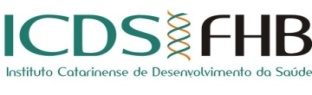 ICDS FHB
Instituto Catarinense de Desenvolvimento da Saúde